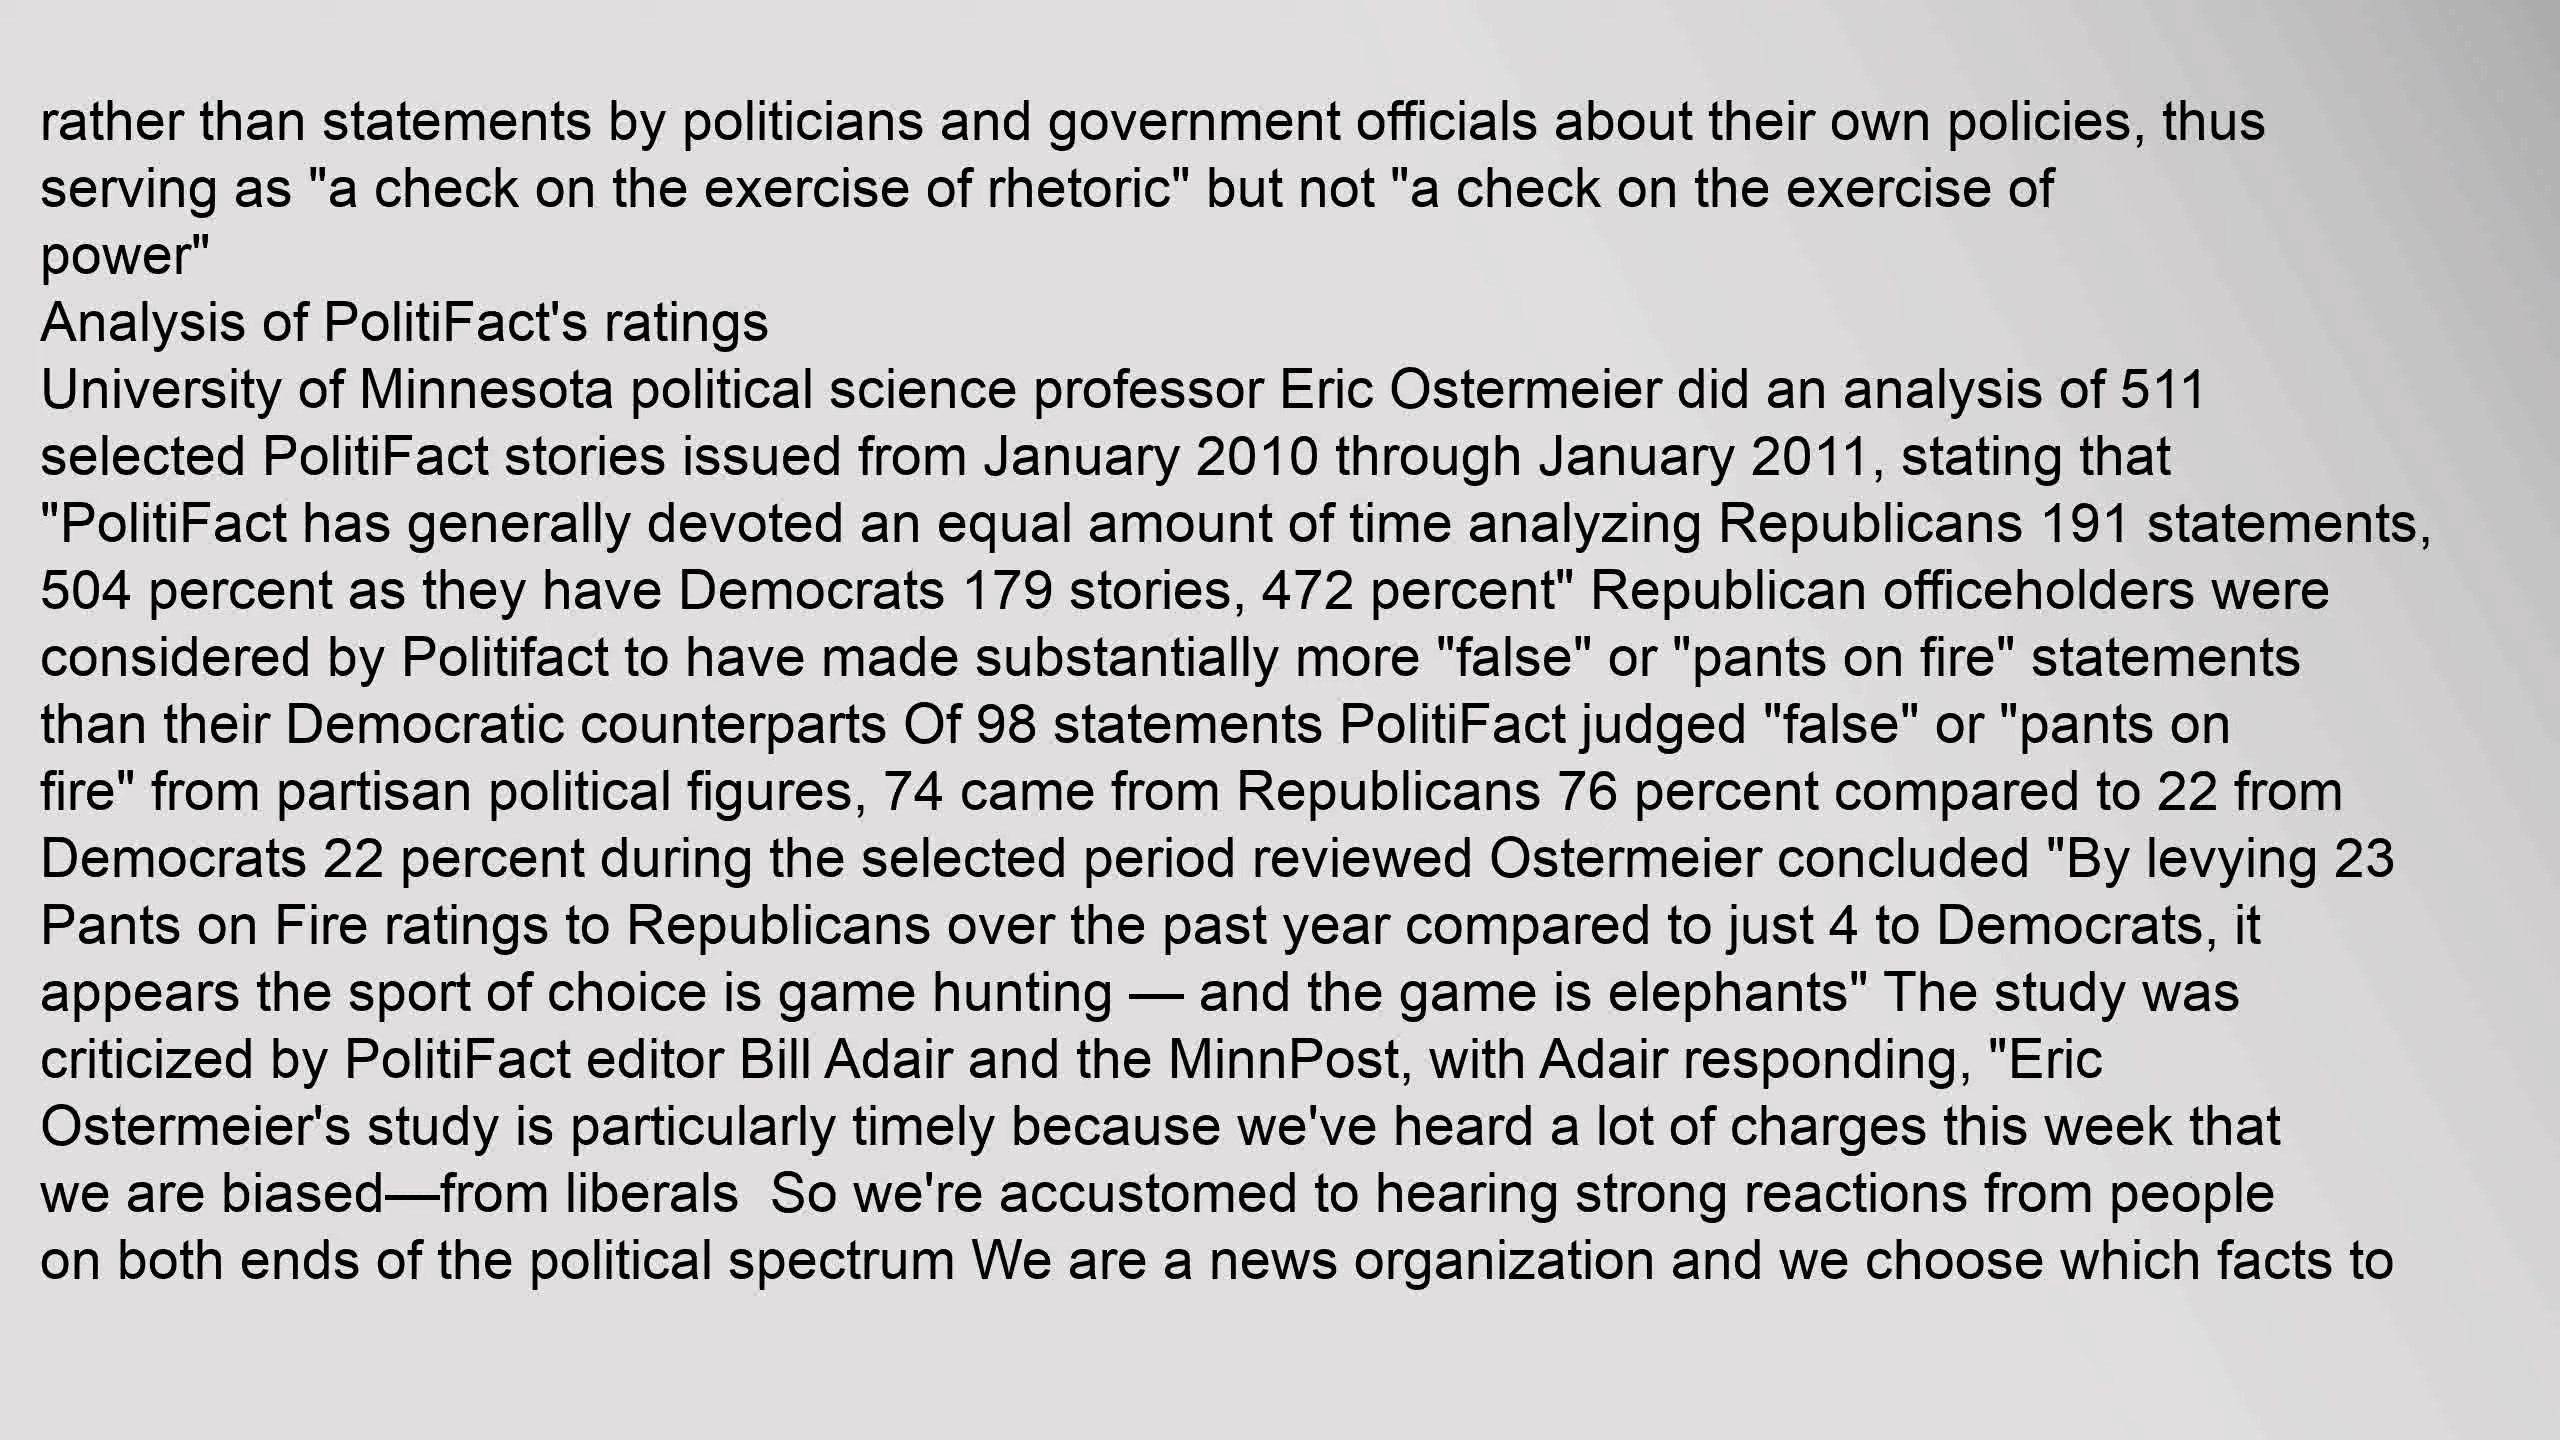 rather than statements by politicians and government officials about their own policies, thus
serving as "a check on the exercise of rhetoric" but not "a check on the exercise of
power"
Analysis of PolitiFact's ratings
University of Minnesota political science professor Eric Ostermeier did an analysis of 511
selected PolitiFact stories issued from January 2010 through January 2011, stating that
"PolitiFact has generally devoted an equal amount of time analyzing Republicans 191 statements,
504 percent as they have Democrats 179 stories, 472 percent" Republican officeholders were
considered by Politifact to have made substantially more "false" or "pants on fire" statements
than their Democratic counterparts Of 98 statements PolitiFact judged "false" or "pants on
fire" from partisan political figures, 74 came from Republicans 76 percent compared to 22 from
Democrats 22 percent during the selected period reviewed Ostermeier concluded "By levying 23
Pants on Fire ratings to Republicans over the past year compared to just 4 to Democrats, it
appears the sport of choice is game hunting — and the game is elephants" The study was
criticized by PolitiFact editor Bill Adair and the MinnPost, with Adair responding, "Eric
Ostermeier's study is particularly timely because we've heard a lot of charges this week that
we are biased—from liberals  So we're accustomed to hearing strong reactions from people
on both ends of the political spectrum We are a news organization and we choose which facts to